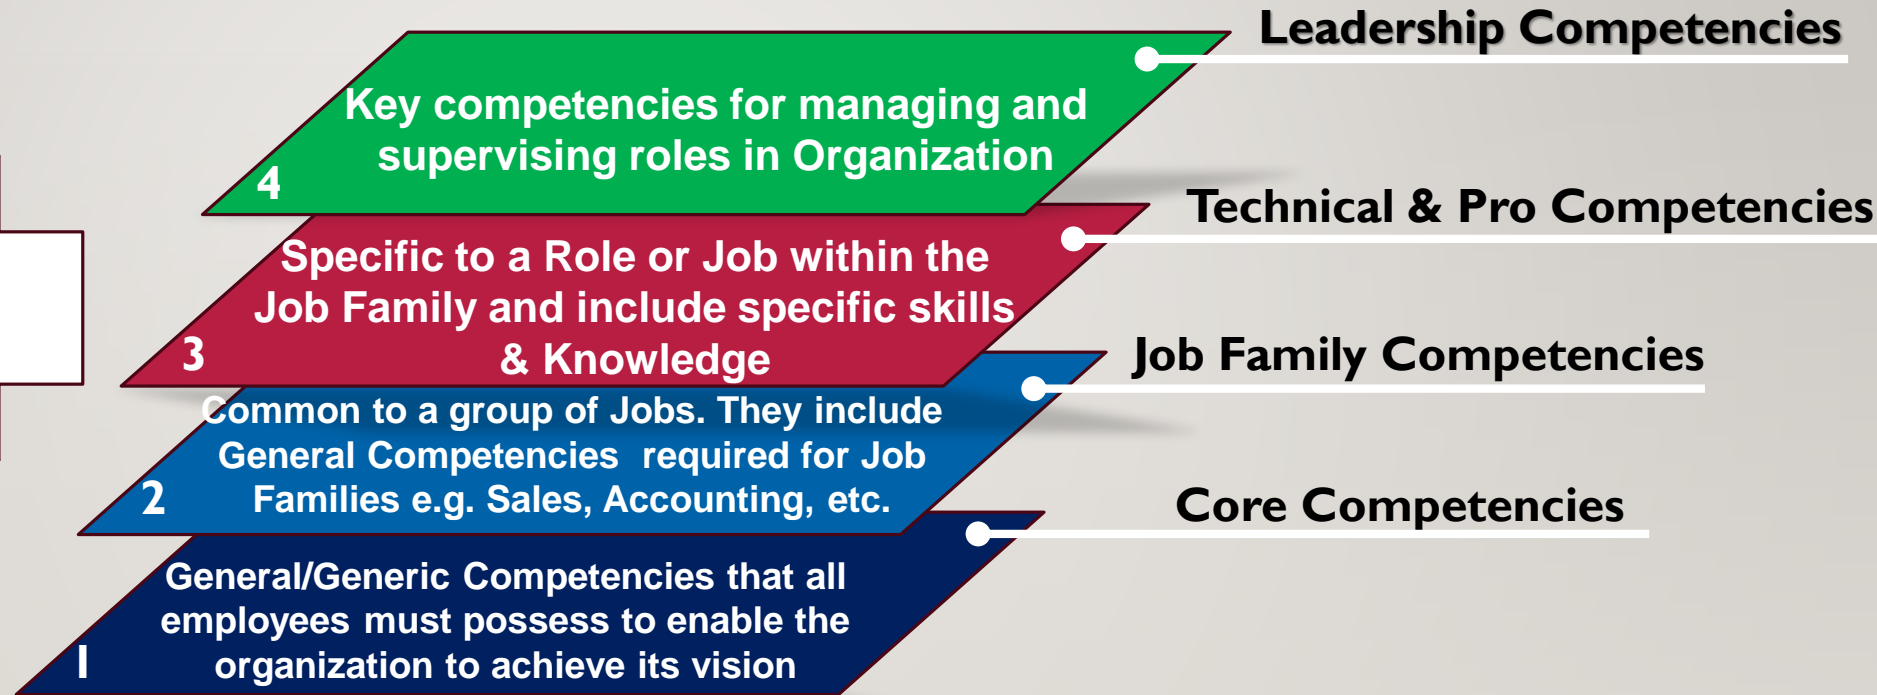 Leadership Competencies
Key competencies for managing and
supervising roles in Organization
4
Technical & Pro Competencies
Specific to a Role or Job within the
Job Family and include specific skills
& Knowledge
3
Job Family Competencies
Common to a group of Jobs. They include
General Competencies required for Job
Families e.g. Sales, Accounting, etc.
2
Core Competencies
General/Generic Competencies that all
employees must possess to enable the
organization to achieve its vision
1